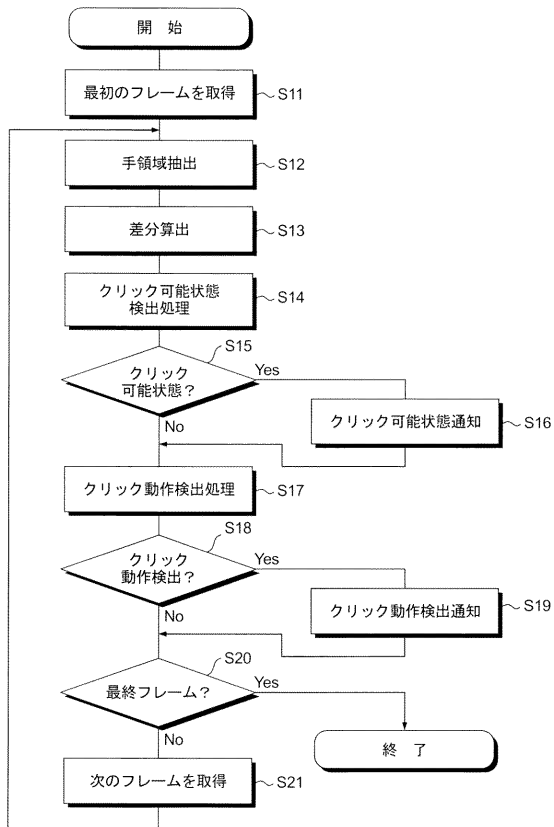 開 始
最初のフレームを取得
S11
手領域抽出
S12
差分算出
S13
クリック可能状態
検出処理
S14
S15
クリック
可能状態？
Yes
No
クリック可能状態通知
S16
クリック動作検出処理
S17
S18
クリック
動作検出？
Yes
No
クリック動作検出通知
S19
S20
最終フレーム？
Yes
No
終 了
次のフレームを取得
S21